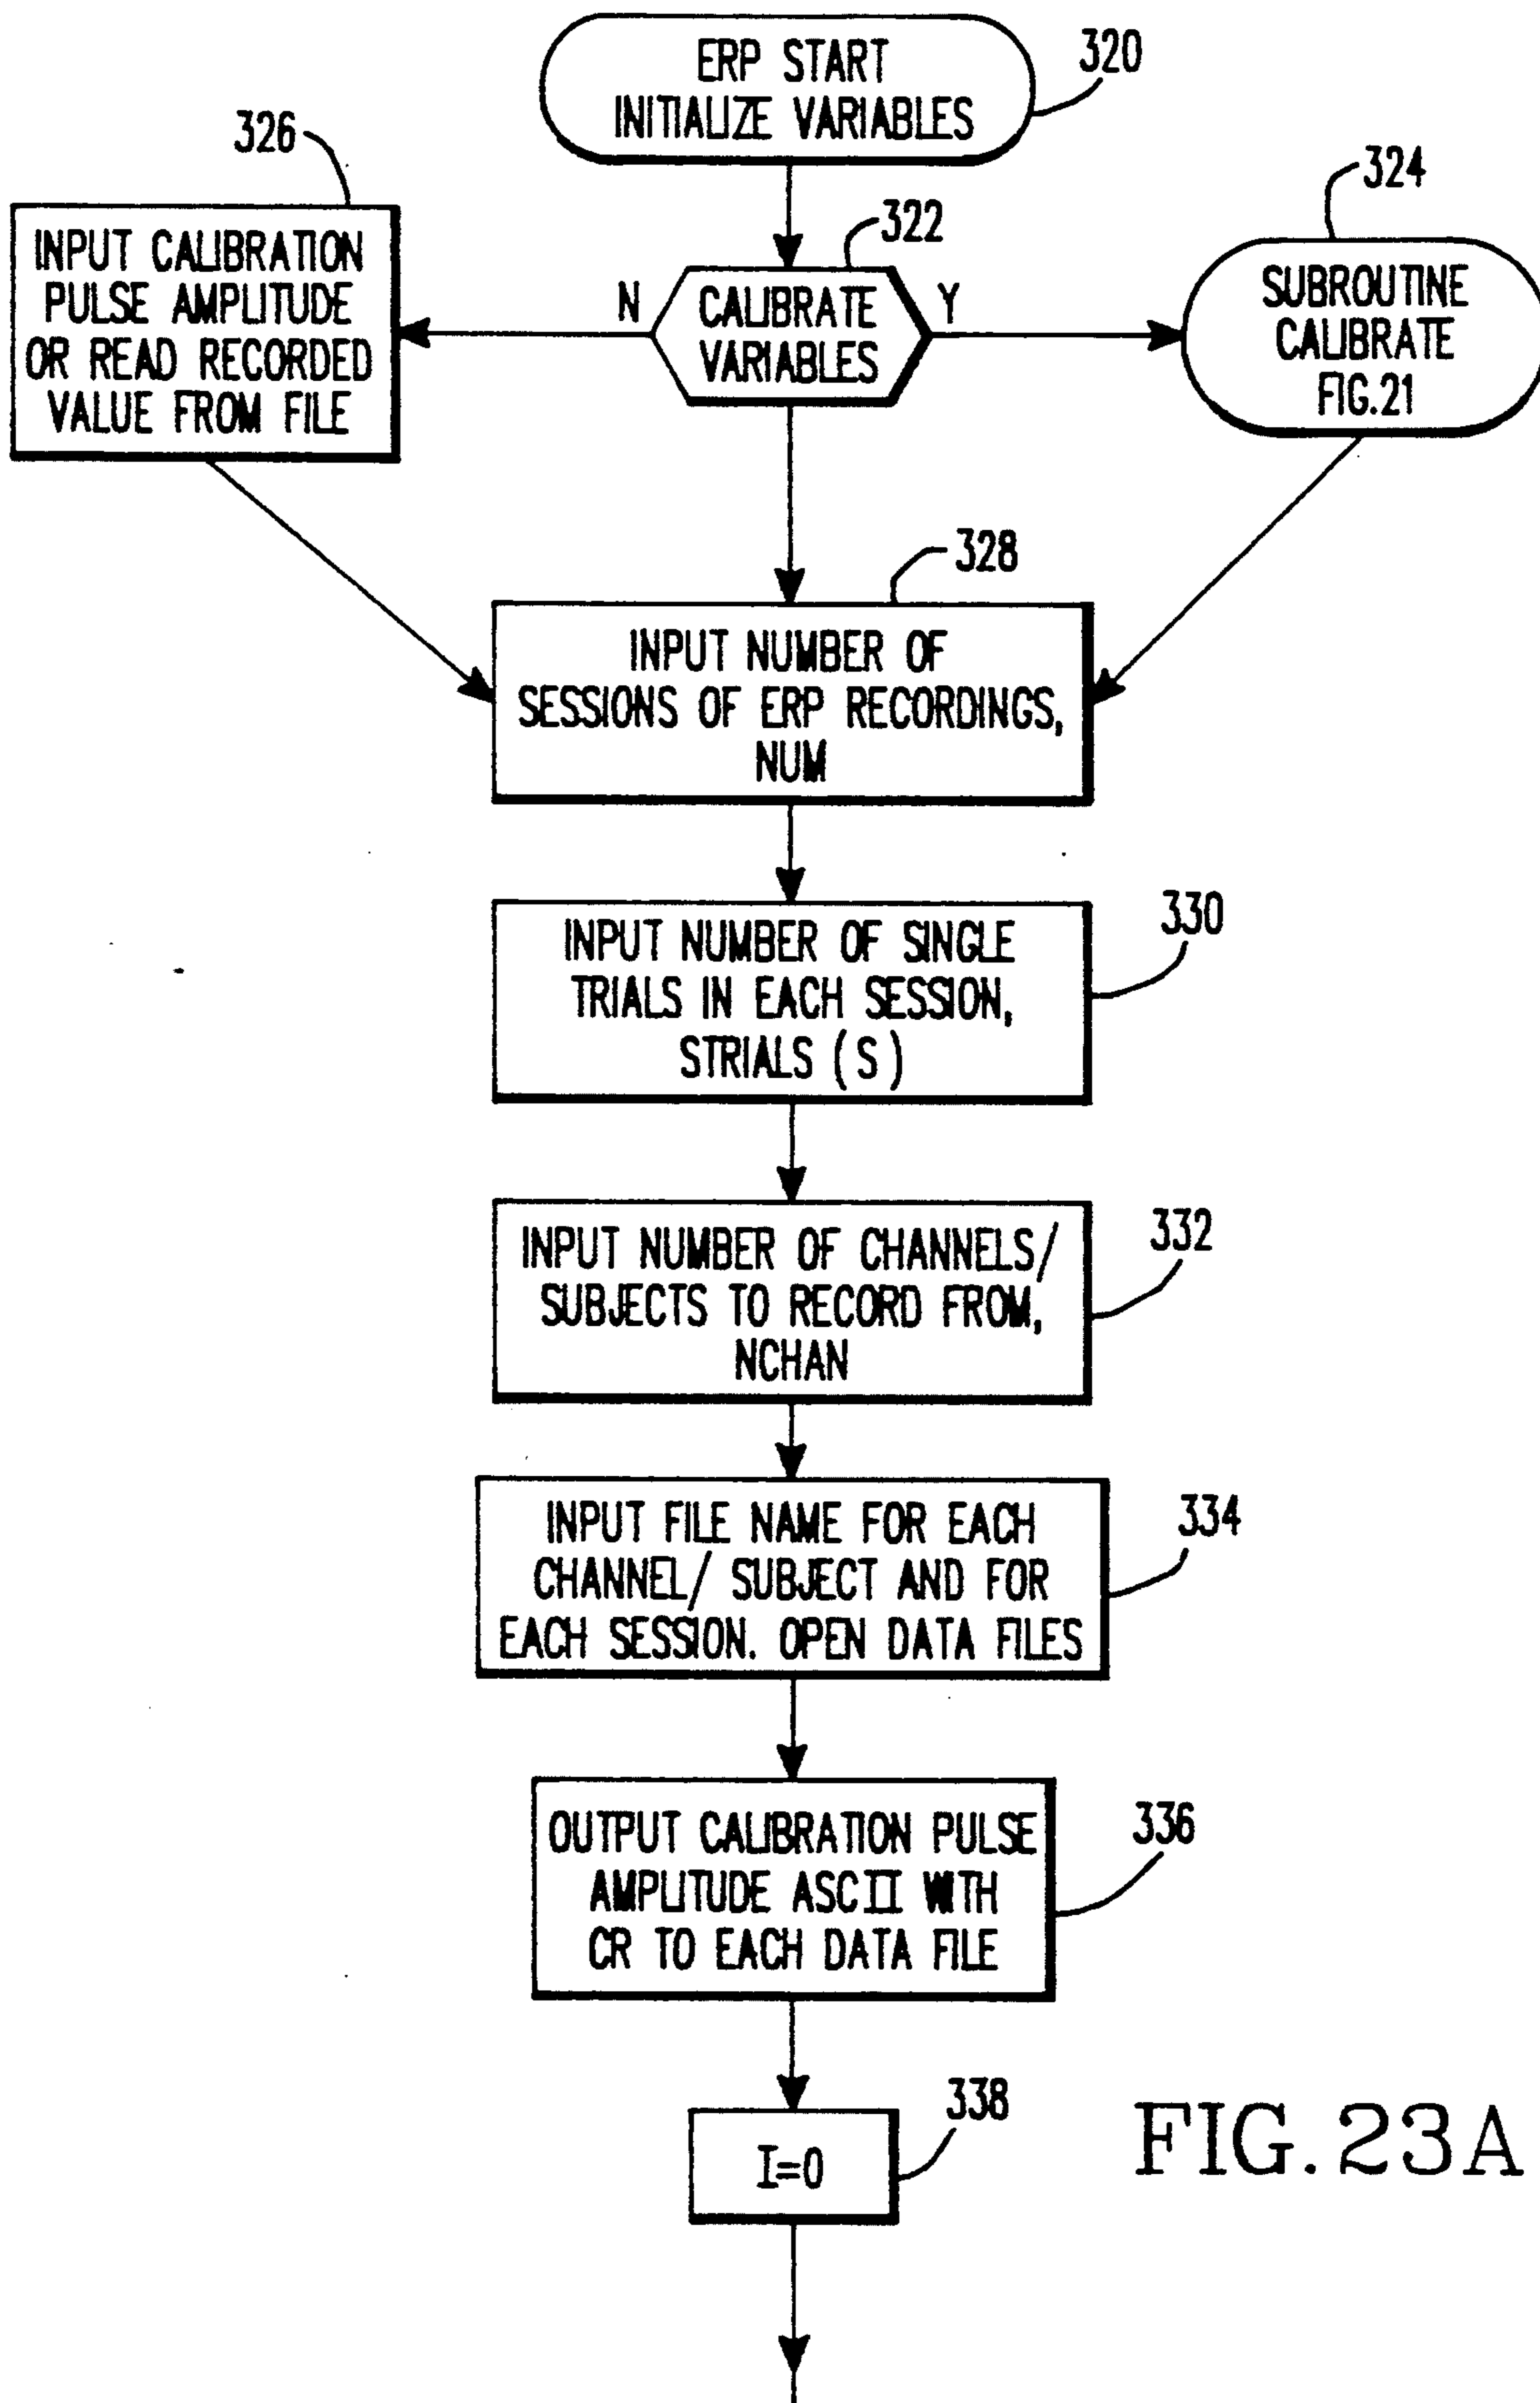 ERP START
INITIALIZE VARIABLES
320
326
324
322
INPUT CALIBRATION
PULSE AMPLITUDE
OR READ RECORDED
VALUE FROM FILE
N
CALIBRATE
VARIABLES
Y
SUBROUTINE
CALIBRATE
FIG.21
328
INPUT NUMBER OF
SESSIONS OF ERP RECORDINGS,
NUM
330
INPUT NUMBER OF SINGLE
TRIALS IN EACH SESSION,
STRIALS (S)
332
INPUT NUMBER OF CHANNELS/
SUBJECTS TO RECORD FROM,
NCHAN
334
INPUT FILE NAME FOR EACH
CHANNEL/ SUBJECT AND FOR
EACH SESSION. OPEN DATA FILES
336
OUTPUT CALIBRATION PULSE
AMPLITUDE ASCII WITH
CR TO EACH DATA FILE
338
I=0
FIG. 23A